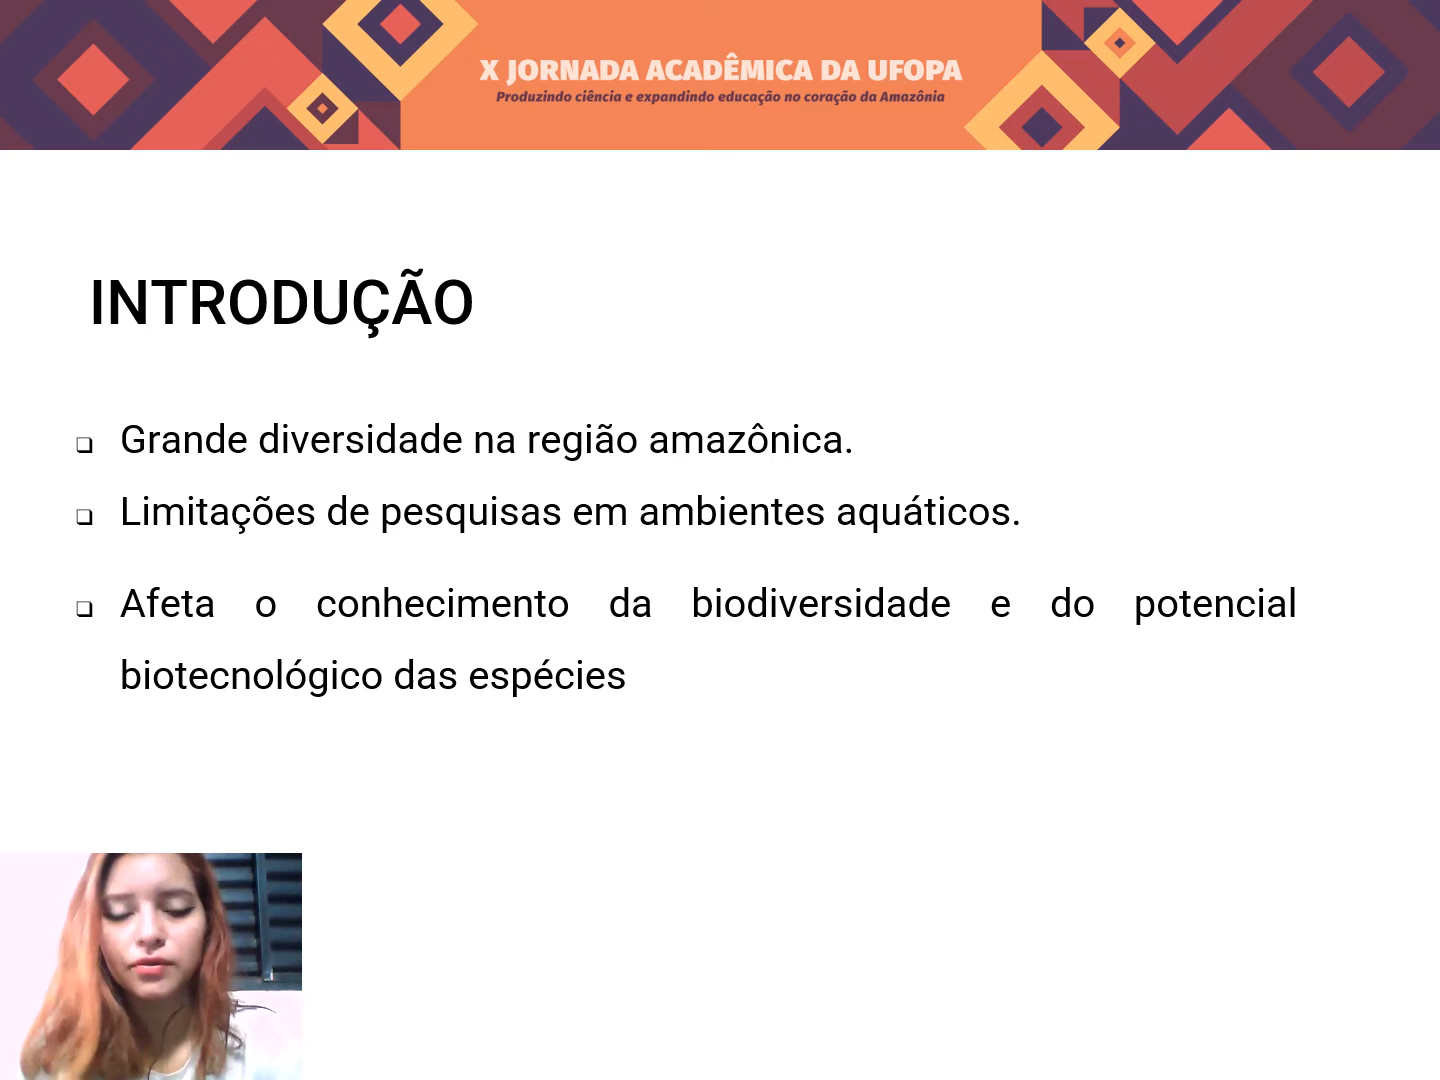 X JORNADA ACADÊMICA DA UFOPA
Produzindo ciência e expandindo educação no coração da Amazônia
INTRODUÇÃO
❑ Grande diversidade na região amazônica.
❑ Limitações de pesquisas em ambientes aquáticos.
❑ Afeta o conhecimento da biodiversidade e do potencial
biotecnológico das espécies